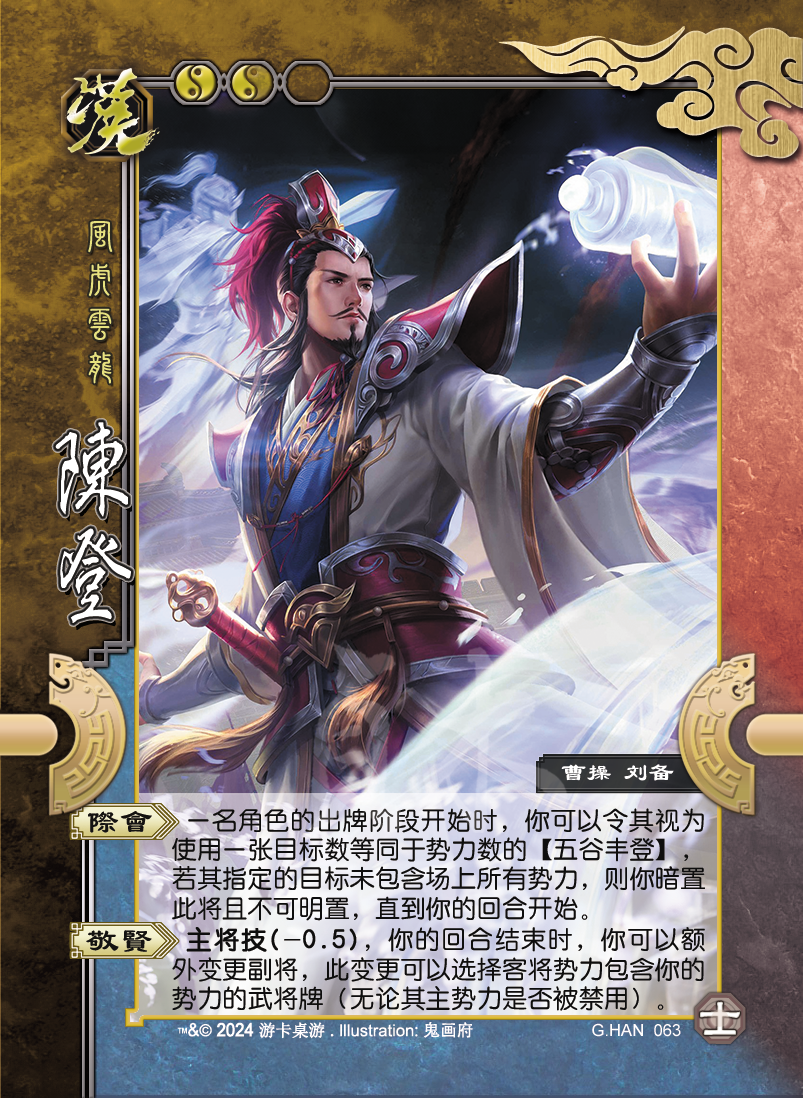 漢
風虎雲龍
陳登
曹操 刘备
際會
一名角色的出牌阶段开始时，你可以令其视为
使用一张目标数等同于势力数的【五谷丰登】，
若其指定的目标未包含场上所有势力，则你暗置
此将且不可明置，直到你的回合开始。
敬賢
主将技(−0.5)，你的回合结束时，你可以额
外变更副将，此变更可以选择客将势力包含你的
势力的武将牌（无论其主势力是否被禁用）。
™&© 2024 游卡桌游 . Illustration: 鬼画府
G.HAN 063
士